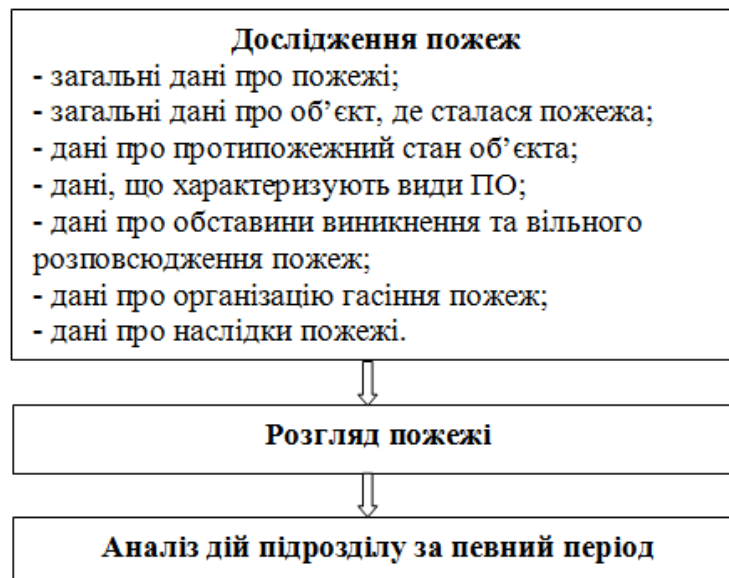 Дослідження пожеж
- загальні дані про пожежі;
- загальні дані про об’єкт, де сталася пожежа;
- дані про протипожежний стан об’єкта;
- дані, що характеризують види ПО;
- дані про обставини виникнення та вільного
розповсюдження пожеж;
- дані про організацію гасіння пожеж;
- дані про наслідки пожежі.
Розгляд пожежі
Аналіз дій підрозділу за певний період